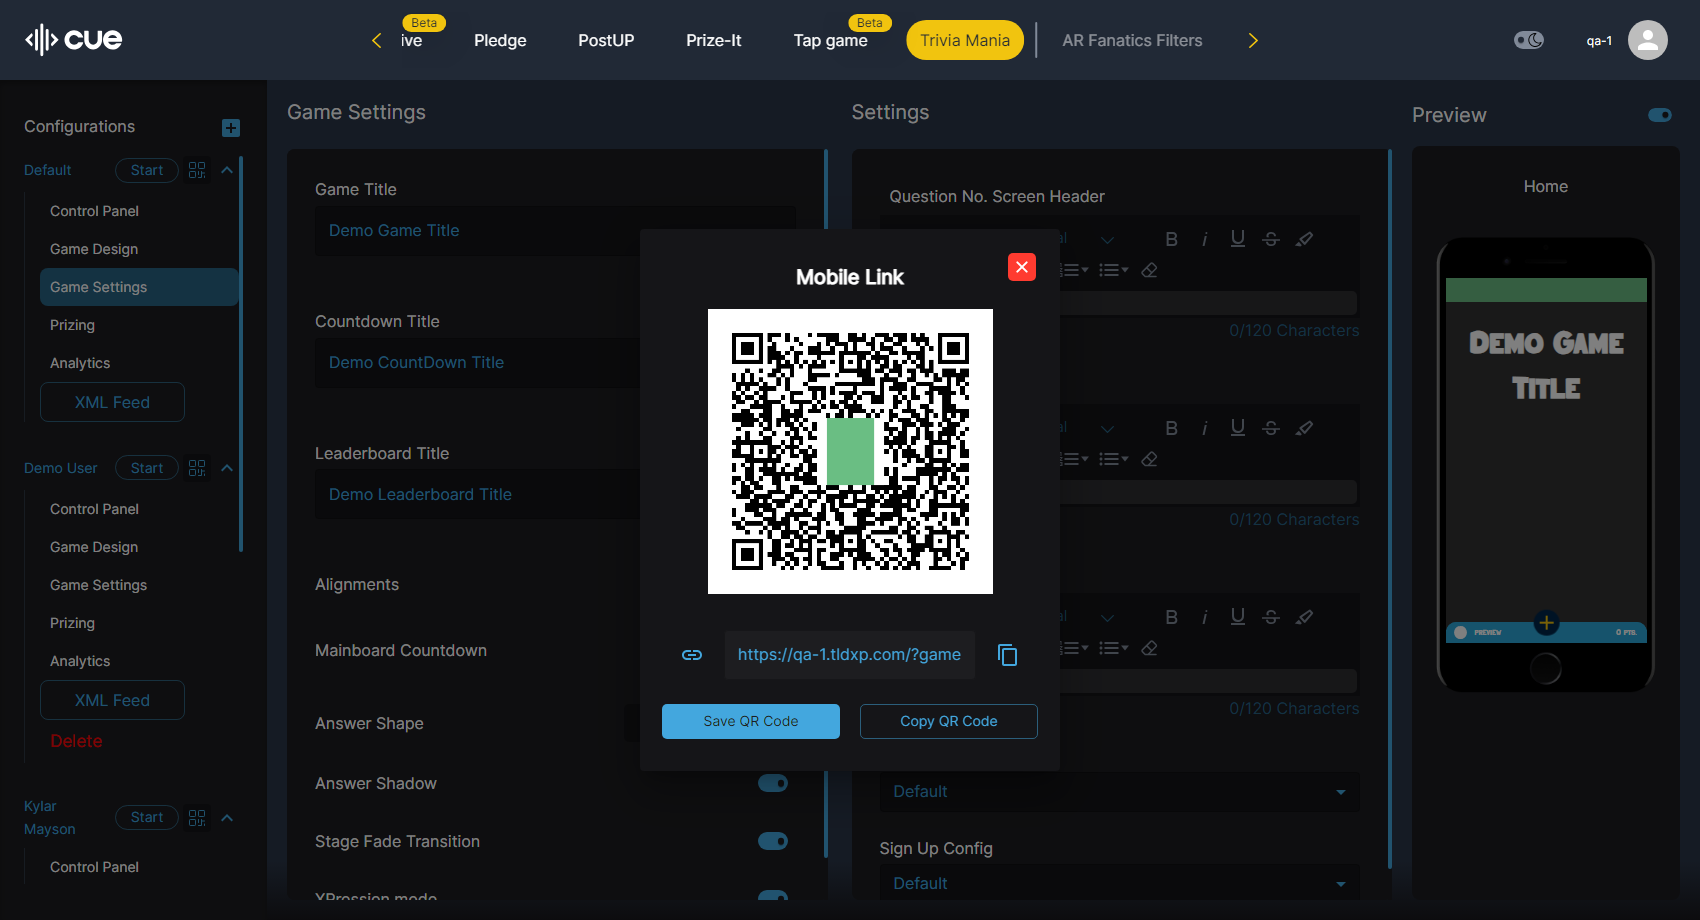 cue
Beta
ive
Pledge
PostUP
Prize-It
Tap game
Beta
Trivia Mania
AR Fanatics Filters
qa-1
Configurations
Default
Start
Control Panel
Game Design
Game Settings
Prizing
Analytics
XML Feed
Demo User
Start
Control Panel
Game Design
Game Settings
Prizing
Analytics
XML Feed
Delete
Kylar
Mayson
Start
Control Panel
Game Settings
Game Title
Demo Game Title
Countdown Title
Demo CountDown Title
Leaderboard Title
Demo Leaderboard Title
Alignments
Mainboard Countdown
Answer Shape
Answer Shadow
Stage Fade Transition
XPression mode
Mobile Link
https://qa-1.tldxp.com/?game
Save QR Code
Copy QR Code
Settings
Question No. Screen Header
al
B i U S
0/120 Characters
al
B i U S
0/120 Characters
al
B i U S
0/120 Characters
Default
Sign Up Config
Default
Preview
Home
Demo Game
Title
PREVIEW
0 PTS.